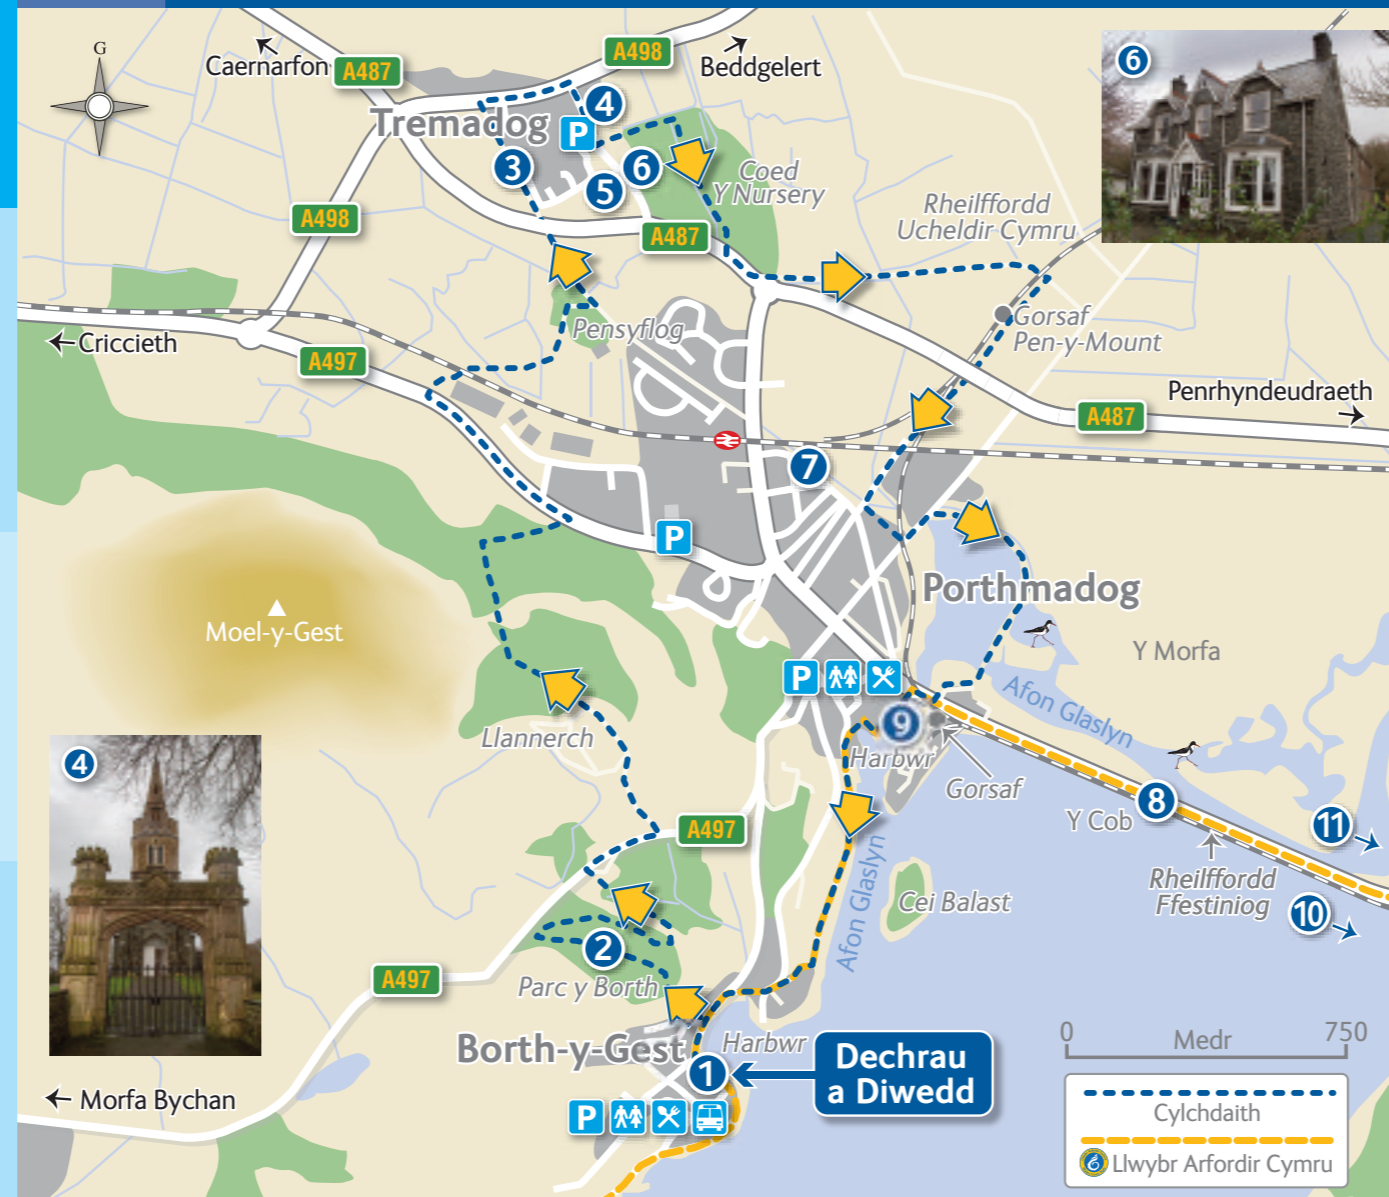 G
Caernarfon
A487
A498
Beddgelert
6
Tremadog
P
4
3
6
5
Coed
Y Nursery
A498
A487
Rheilffordd
Ucheldir Cymru
Criccieth
A497
Pensyflog
Gorsaf
Pen-y-Mount
Penrhyndeudraeth
A487
7
P
Moel-y-Gest
Porthmadog
Y Morfa
P
Afon Glaslyn
Llannerch
9
Harbwr
Gorsaf
4
A497
Y Cob
8
11
Rheilffordd
Ffestiniog
10
Cei Balast
Afon Glaslyn
2
A497
Parc y Borth
Borth-y-Gest
Harbwr
1
Dechrau
a Diwedd
P
Morfa Bychan
0 Medr 750
Cylchdaith
Llwybr Arfordir Cymru